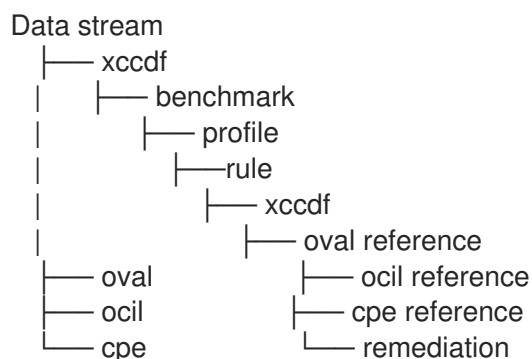 Data stream
├── xccdf
| ├── benchmark
| ├── profile
| ├──rule
| ├── xccdf
| ├── oval reference
├── oval ├── ocil reference
├── ocil ├── cpe reference
└── cpe └── remediation